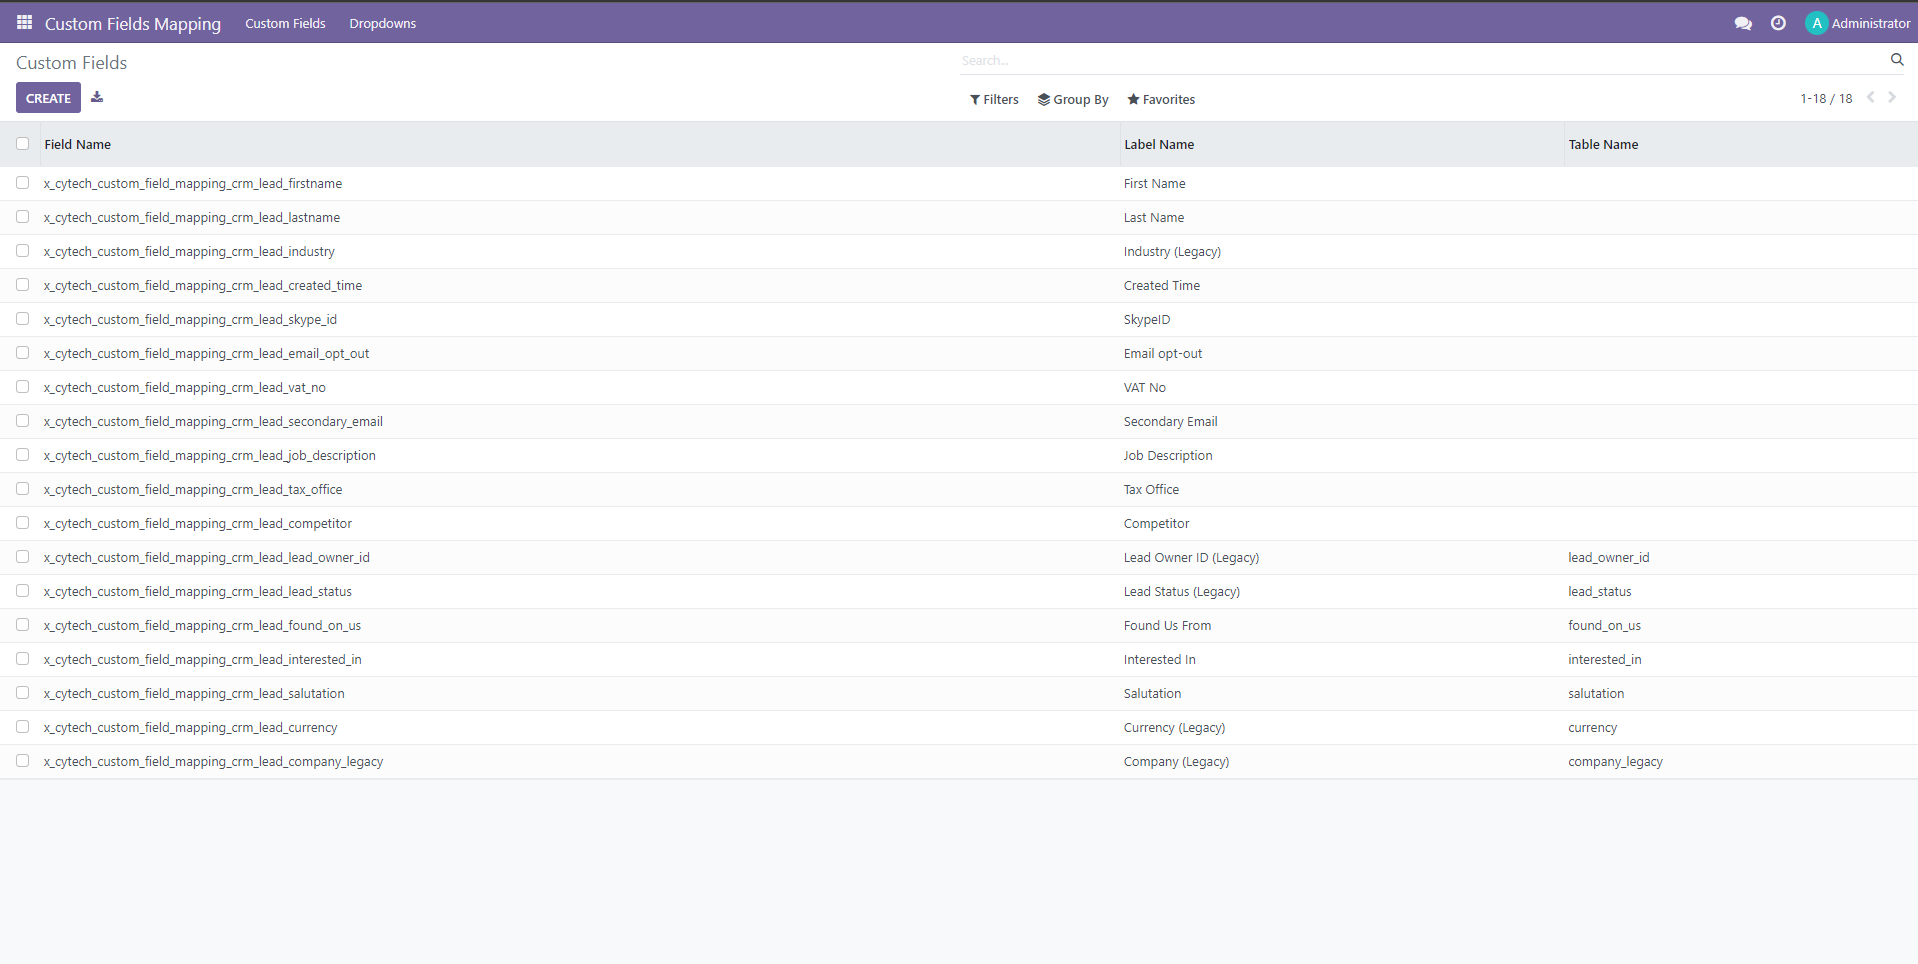 Custom Fields Mapping Custom Fields Dropdowns A Administrator
Custom Fields Search...
CREATE Filters Group By Favorites 1-18 / 18
Field Name Label Name Table Name
x_cytech_custom_field_mapping_crm_lead_firstname First Name
x_cytech_custom_field_mapping_crm_lead_lastname Last Name
x_cytech_custom_field_mapping_crm_lead_industry Industry (Legacy)
x_cytech_custom_field_mapping_crm_lead_created_time Created Time
x_cytech_custom_field_mapping_crm_lead_skype_id SkypeID
x_cytech_custom_field_mapping_crm_lead_email_opt_out Email opt-out
x_cytech_custom_field_mapping_crm_lead_vat_no VAT No
x_cytech_custom_field_mapping_crm_lead_secondary_email Secondary Email
x_cytech_custom_field_mapping_crm_lead_job_description Job Description
x_cytech_custom_field_mapping_crm_lead_tax_office Tax Office
x_cytech_custom_field_mapping_crm_lead_competitor Competitor
x_cytech_custom_field_mapping_crm_lead_lead_owner_id Lead Owner ID (Legacy) lead_owner_id
x_cytech_custom_field_mapping_crm_lead_lead_status Lead Status (Legacy) lead_status
x_cytech_custom_field_mapping_crm_lead_found_on_us Found Us From found_on_us
x_cytech_custom_field_mapping_crm_lead_interested_in Interested In interested_in
x_cytech_custom_field_mapping_crm_lead_salutation Salutation salutation
x_cytech_custom_field_mapping_crm_lead_currency Currency (Legacy) currency
x_cytech_custom_field_mapping_crm_lead_company_legacy Company (Legacy) company_legacy